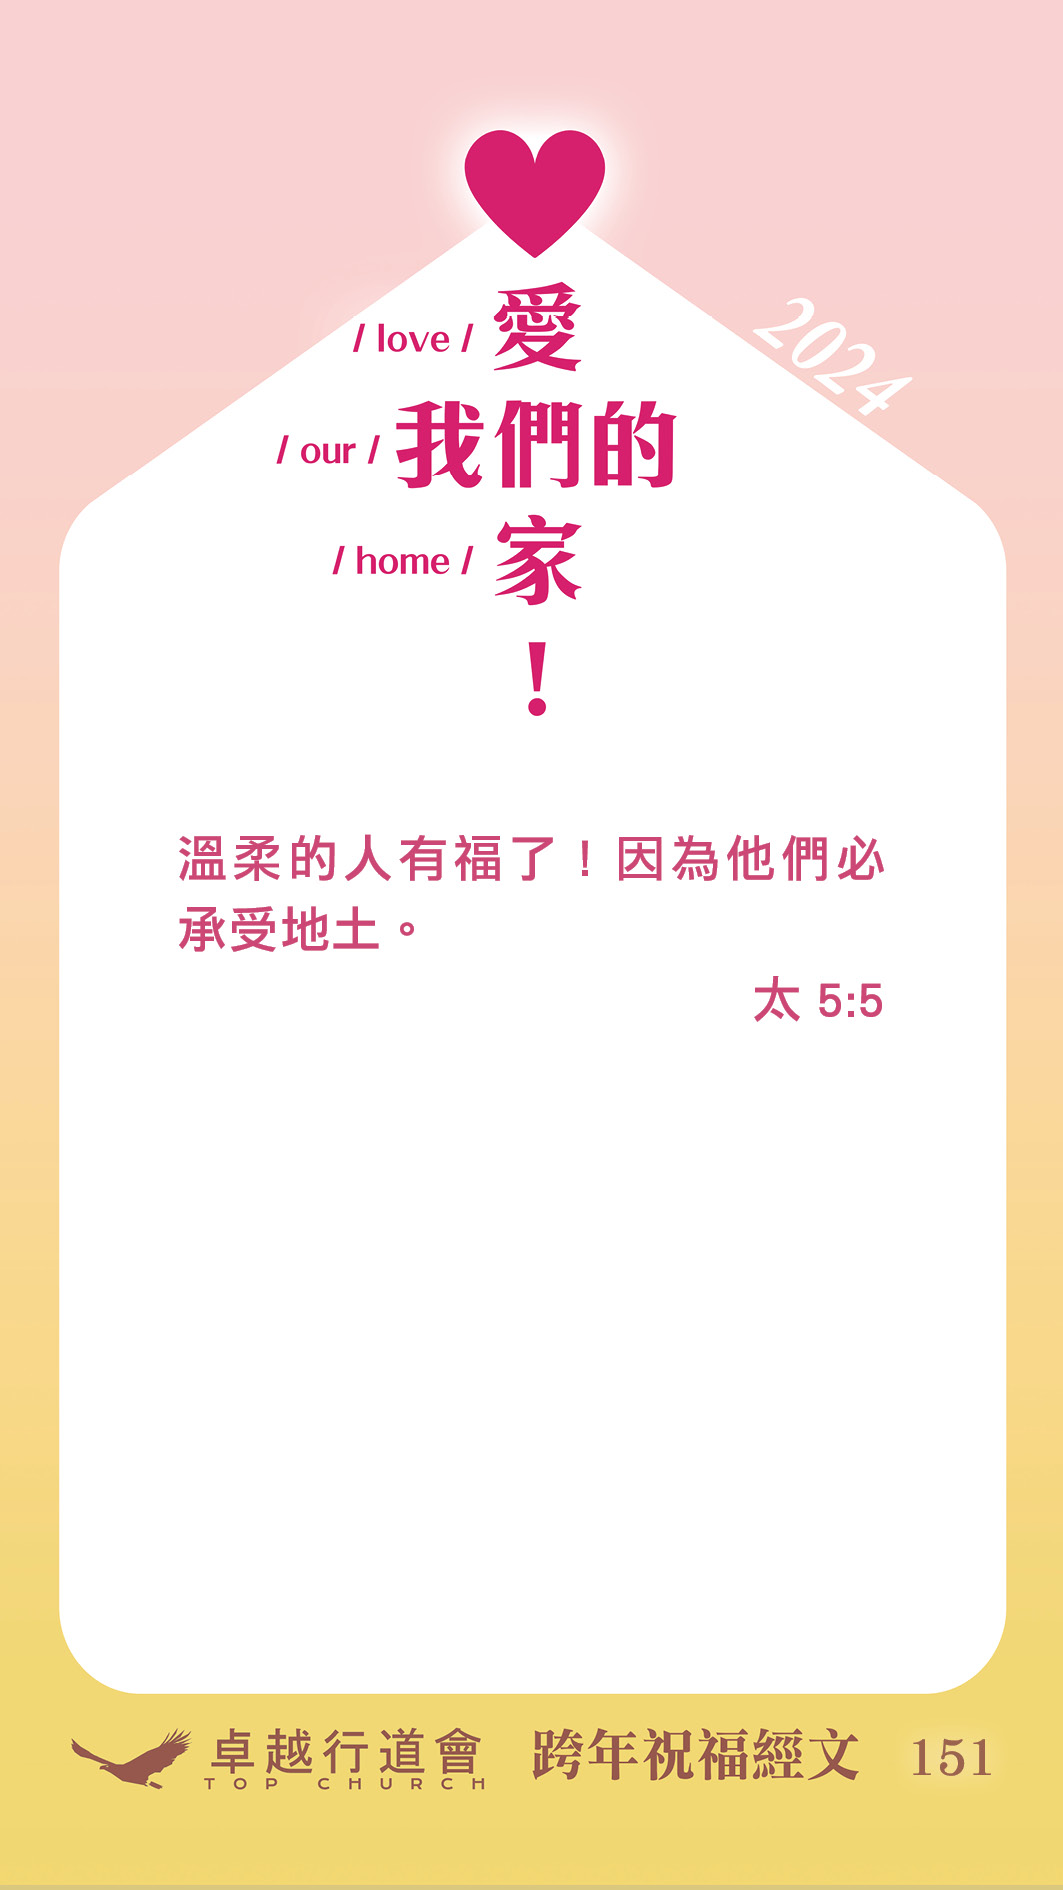 / love / 愛
2024
/ our / 我們的
/ home / 家
！
溫柔的人有福了！因為他們必
承受地土。
太 5:5
卓越行道會 跨年祝福經文 151
TOP CHURCH